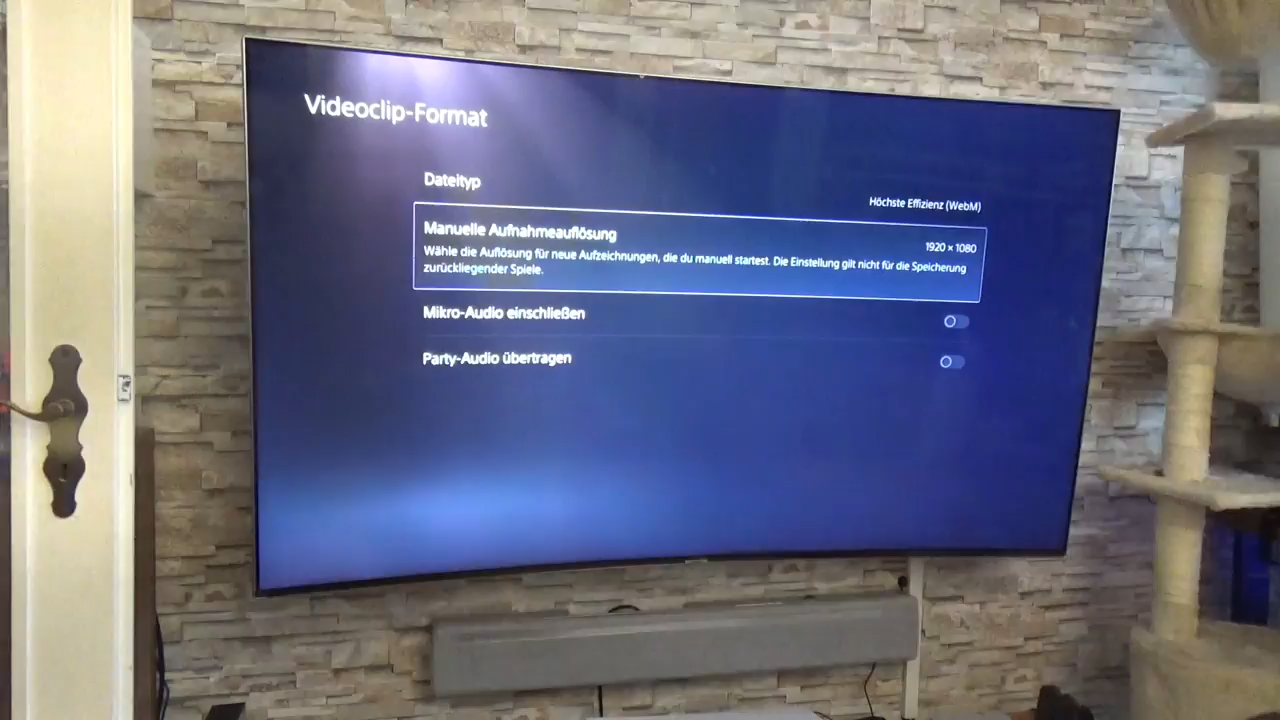 Videoclip-Format
Dateityp
Höchste Effizienz (WebM)
Manuelle Aufnahmeauflösung
1920 × 1080
Wähle die Auflösung für neue Aufzeichnungen, die du manuell startest. Die Einstellung gilt nicht für die Speicherung
zurückliegender Spiele.
Mikro-Audio einschließen
Party-Audio übertragen